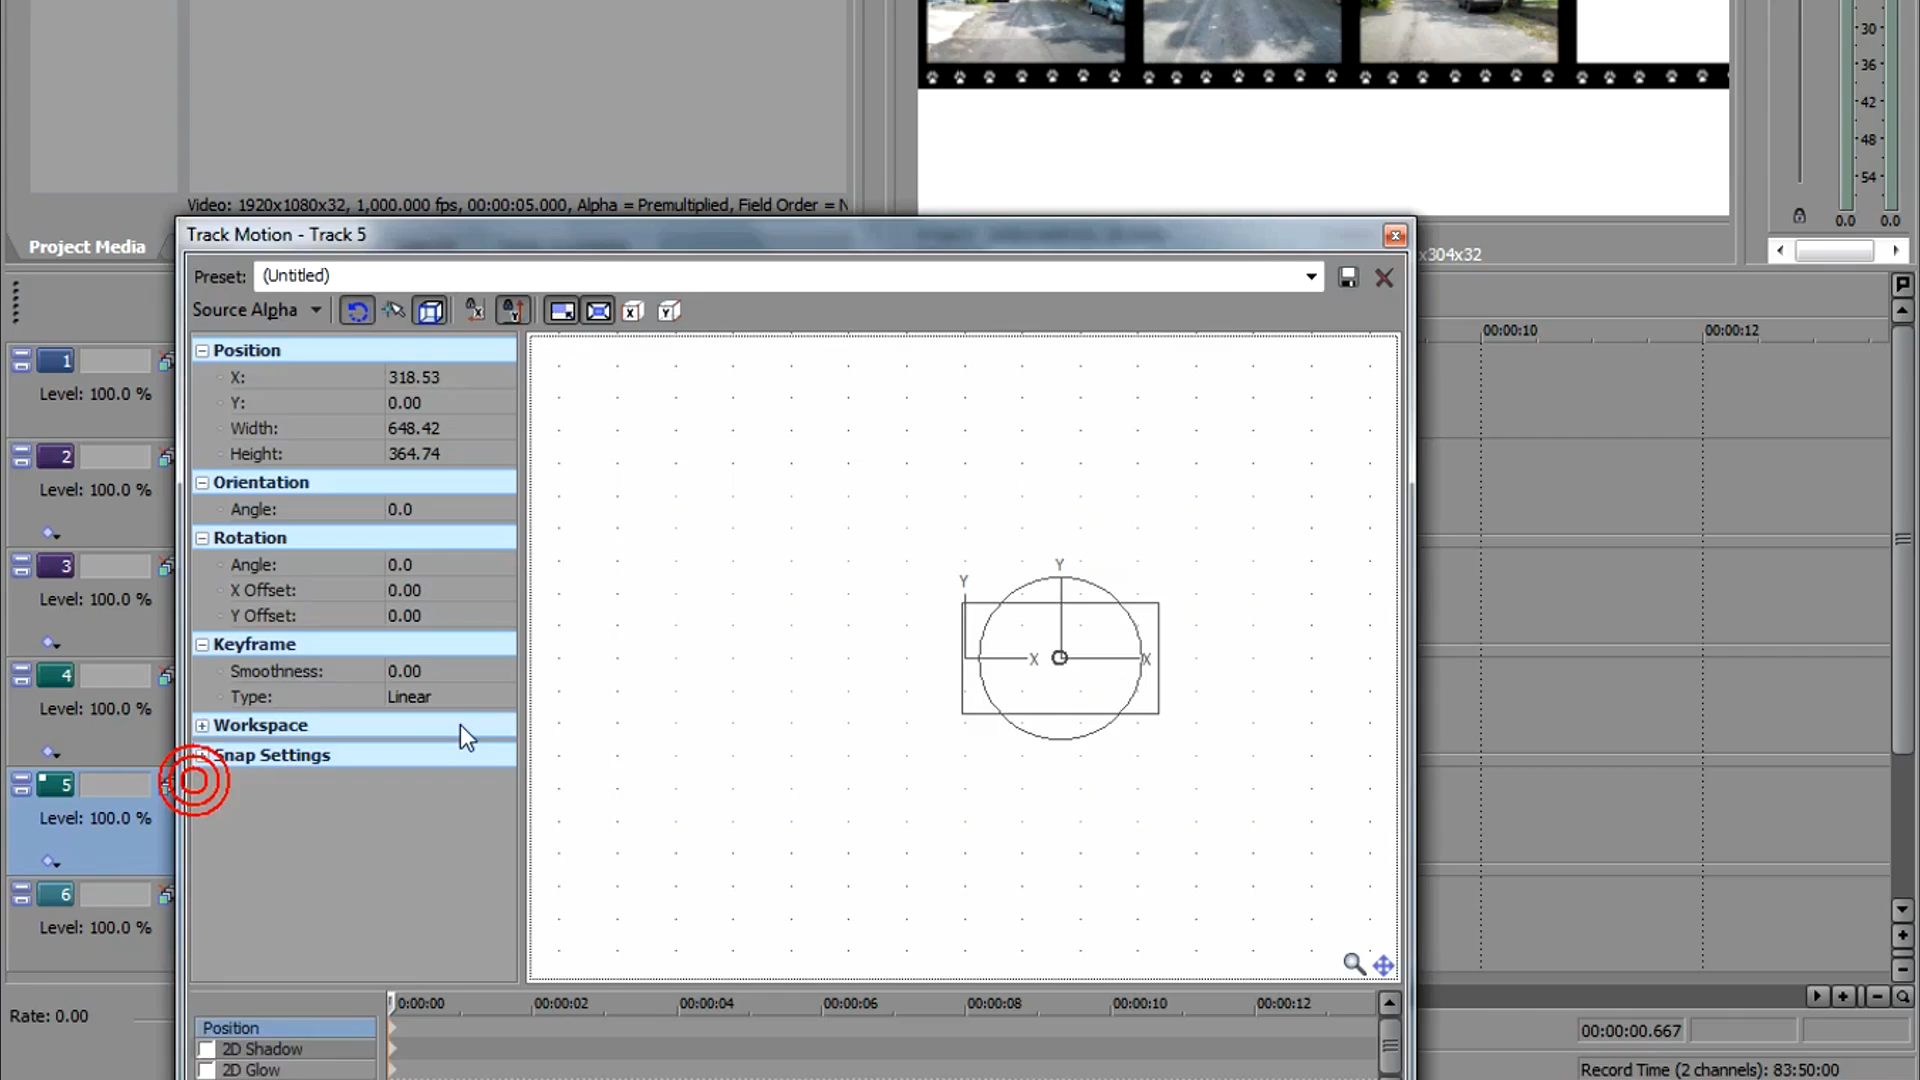 30
36
42
48
54
Video: 1920x1080x32, 1,000.000 fps, 00:00:05.000, Alpha = Premultiplied, Field Order = N
0.0 0.0
Project Media
Track Motion - Track 5
x304x32
Preset: (Untitled)
Source Alpha
X Y
00:00:10 00:00:12
Position
X: 318.53
Y: 0.00
Width: 648.42
Height: 364.74
Orientation
Angle: 0.0
Rotation
Angle: 0.0
X Offset: 0.00
Y Offset: 0.00
Keyframe
Smoothness: 0.00
Type: Linear
Workspace
Snap Settings
1
Level: 100.0 %
2
Level: 100.0 %
3
Level: 100.0 %
4
Level: 100.0 %
5
Level: 100.0 %
6
Level: 100.0 %
Y Y
X X
0:00:00 00:00:02 00:00:04 00:00:06 00:00:08 00:00:10 00:00:12
Rate: 0.00
Position
2D Shadow
2D Glow
00:00:00.667
Record Time (2 channels): 83:50:00